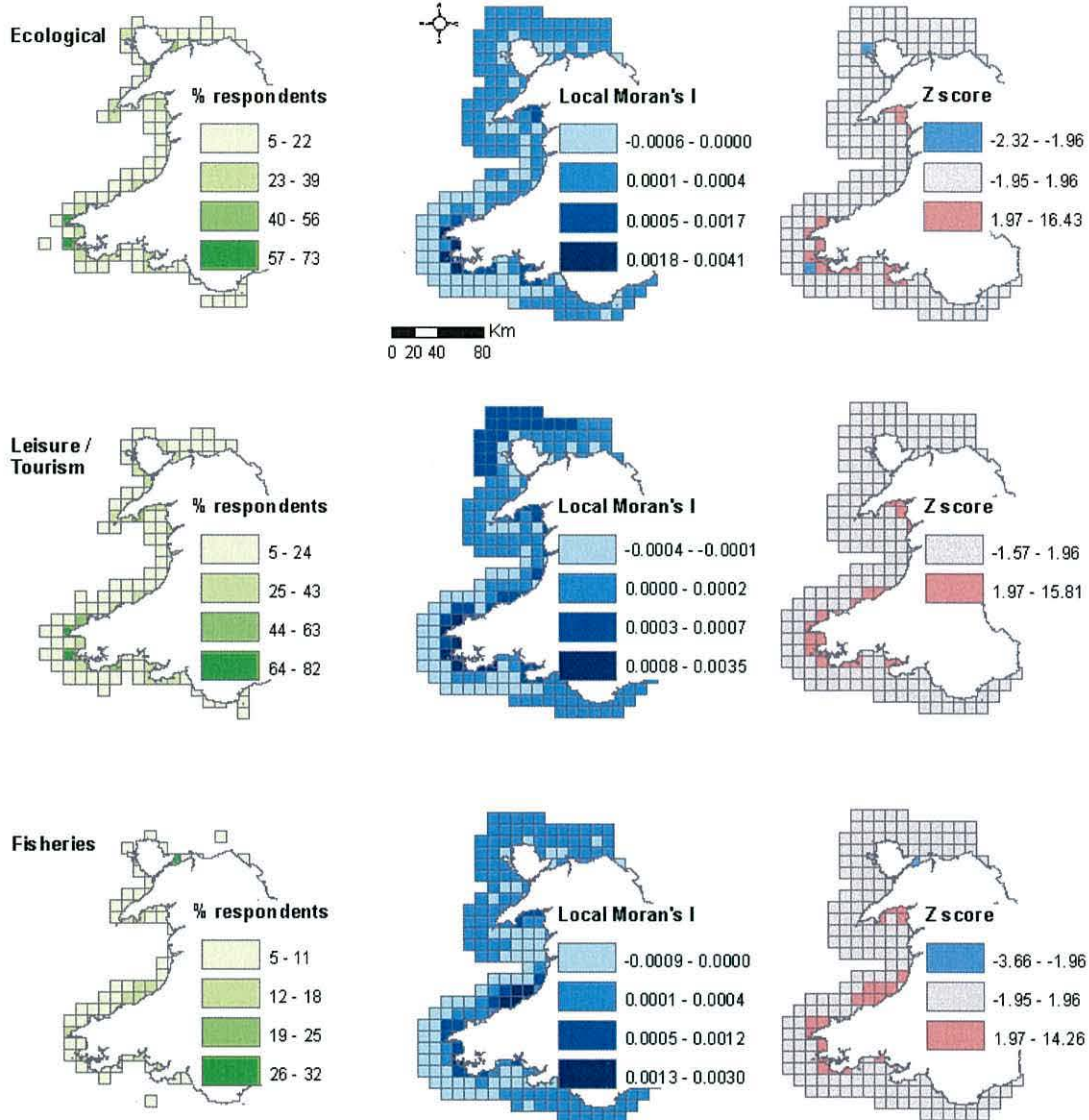 Ecological
% respondents
5 - 22
23 - 39
40 - 56
57 - 73
Local Moran's I
-0.0006 - 0.0000
0.0001 - 0.0004
0.0005 - 0.0017
0.0018 - 0.0041
Z score
-2.32 - -1.96
-1.95 - 1.96
1.97 - 16.43
Km
0 20 40 80
Leisure /
Tourism
% respondents
5 - 24
25 - 43
44 - 63
64 - 82
Local Moran's I
-0.0004 - -0.0001
0.0000 - 0.0002
0.0003 - 0.0007
0.0008 - 0.0035
Z score
-1.57 - 1.96
1.97 - 15.81
Fisheries
% respondents
5 - 11
12 - 18
19 - 25
26 - 32
Local Moran's I
-0.0009 - 0.0000
0.0001 - 0.0004
0.0005 - 0.0012
0.0013 - 0.0030
Z score
-3.66 - -1.96
-1.95 - 1.96
1.97 - 14.26